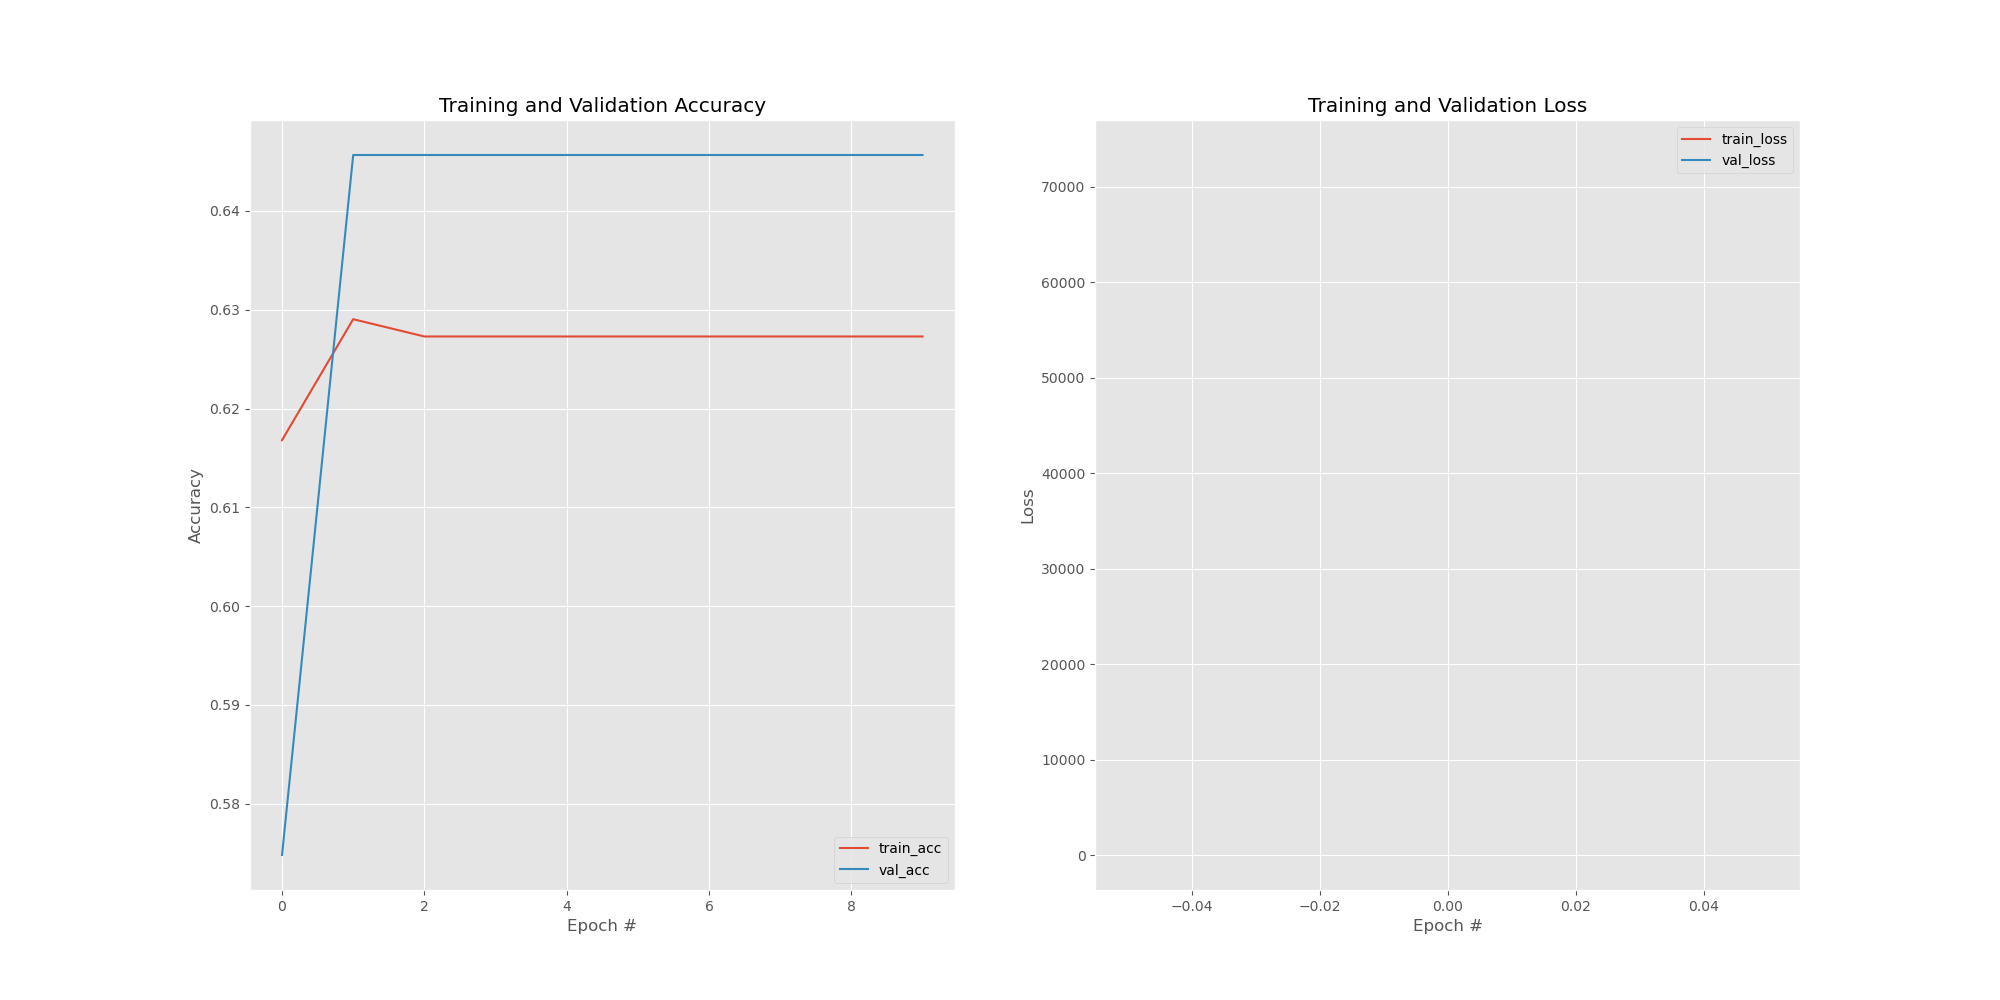 Training and Validation Accuracy
Accuracy
0.64
0.63
0.62
0.61
0.60
0.59
0.58
train_acc
val_acc
0 2 4 6 8
Epoch #
Training and Validation Loss
train_loss
val_loss
Loss
70000
60000
50000
40000
30000
20000
10000
0
−0.04 −0.02 0.00 0.02 0.04
Epoch #